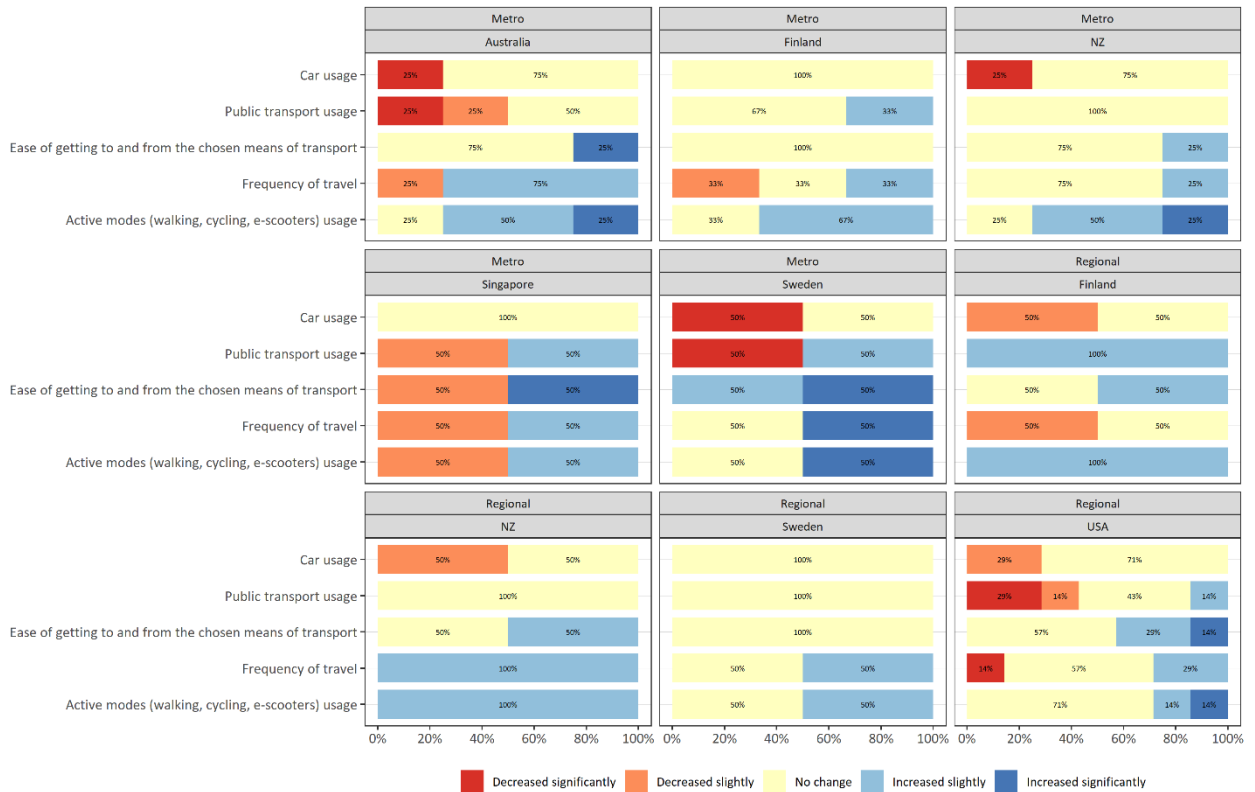 Metro Metro Metro
Australia Finland NZ
Car usage 25% 75% 100% 25% 75%
Public transport usage 25% 25% 50% 67% 33% 100%
Ease of getting to and from the chosen means of transport 75% 25% 100% 75% 25%
Frequency of travel 25% 75% 33% 33% 33% 75% 25%
Active modes (walking, cycling, e-scooters) usage 25% 50% 25% 33% 67% 25% 50% 25%
Metro Metro Regional
Singapore Sweden Finland
Car usage 100% 50% 50% 50% 50%
Public transport usage 50% 50% 50% 50% 100%
Ease of getting to and from the chosen means of transport 50% 50% 50% 50% 50% 50%
Frequency of travel 50% 50% 50% 50% 50% 50%
Active modes (walking, cycling, e-scooters) usage 50% 50% 50% 50% 100%
Regional Regional Regional
NZ Sweden USA
Car usage 50% 50% 100% 29% 71%
Public transport usage 100% 100% 29% 14% 43% 14%
Ease of getting to and from the chosen means of transport 50% 50% 100% 57% 29% 14%
Frequency of travel 100% 50% 50% 14% 57% 29%
Active modes (walking, cycling, e-scooters) usage 100% 50% 50% 71% 14% 14%
0% 20% 40% 60% 80% 100% 0% 20% 40% 60% 80% 100% 0% 20% 40% 60% 80% 100%
Decreased significantly Decreased slightly No change Increased slightly Increased significantly